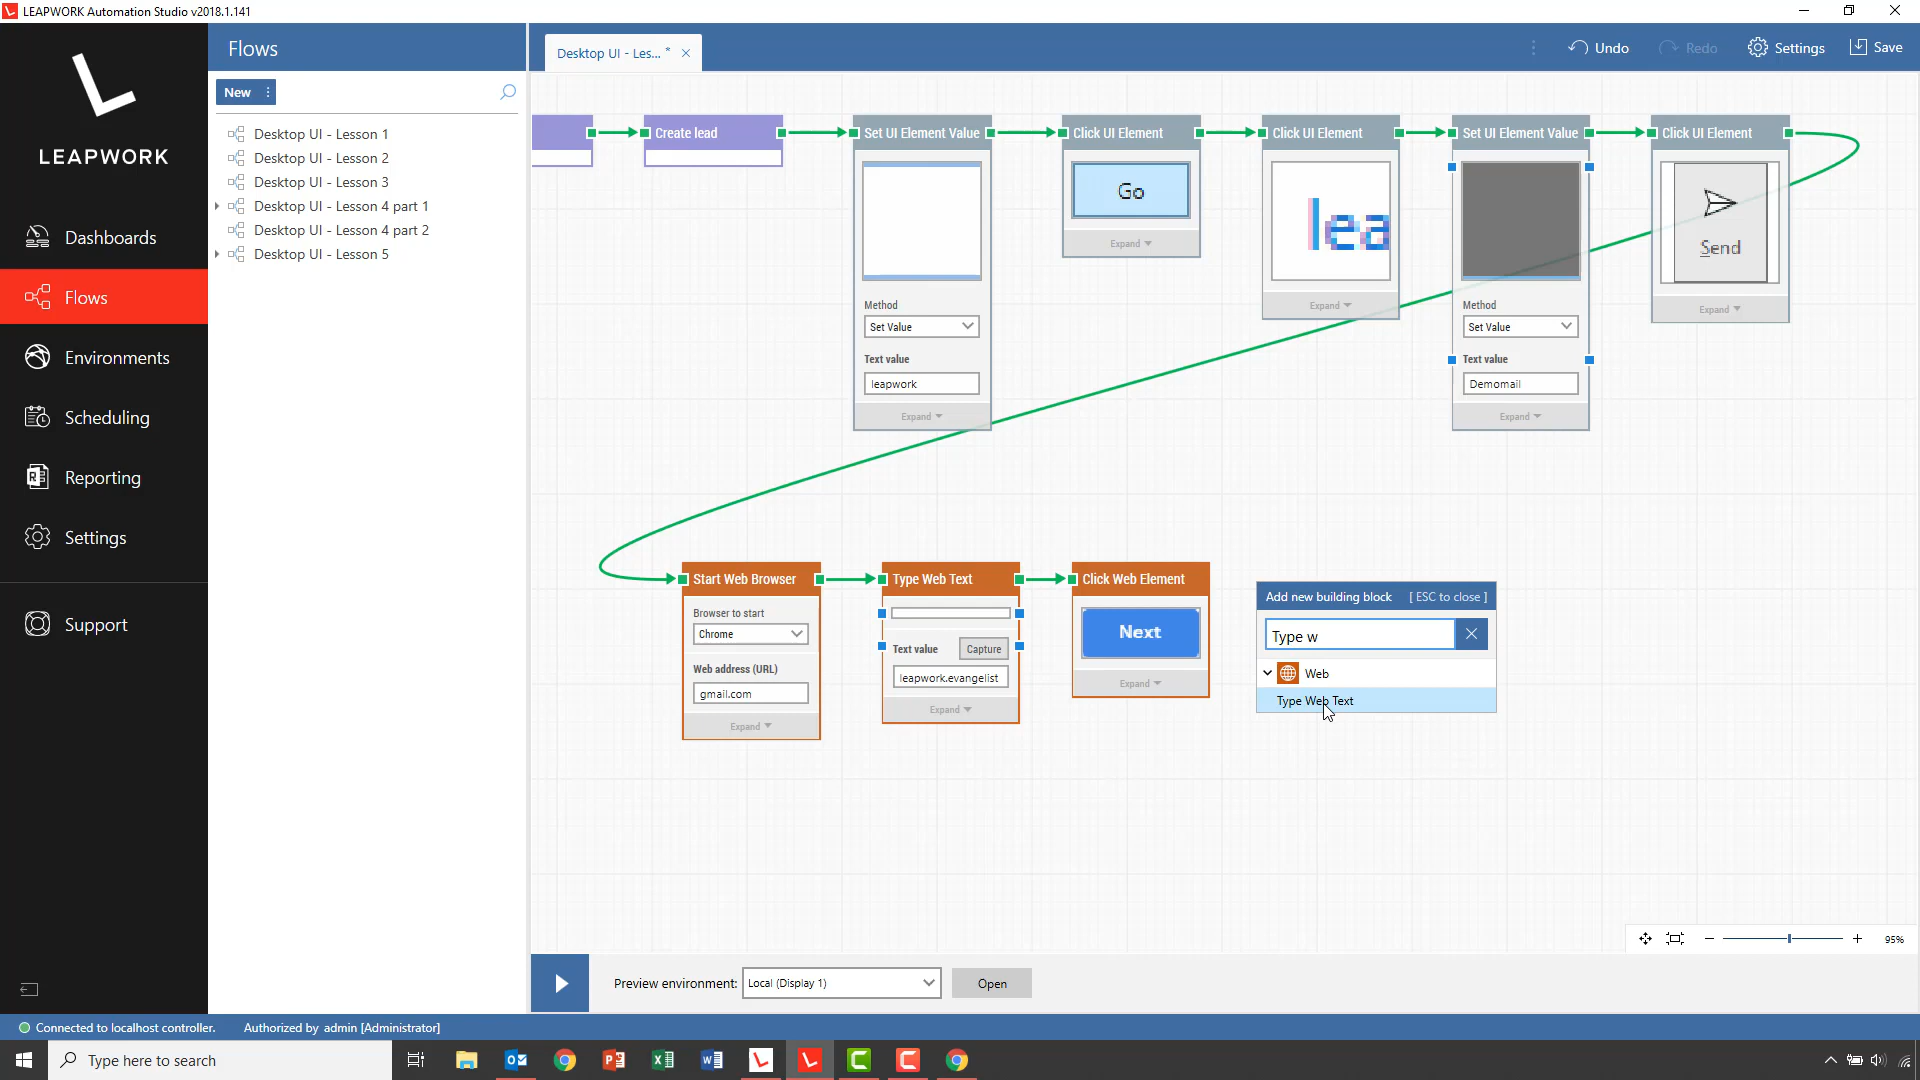 LEAPWORK Automation Studio v2018.1.141
LEAPWORK
Dashboards
Flows
Environments
Scheduling
Reporting
Settings
Support
Flows
New
Desktop UI - Lesson 1
Desktop UI - Lesson 2
Desktop UI - Lesson 3
Desktop UI - Lesson 4 part 1
Desktop UI - Lesson 4 part 2
Desktop UI - Lesson 5
Desktop UI - Les... *
Undo
Redo
Settings
Save
Create lead
Set UI Element Value
Method
Set Value
Text value
leapwork
Expand
Click UI Element
Go
Expand
Click UI Element
lea
Expand
Set UI Element Value
Method
Set Value
Text value
Demomail
Expand
Click UI Element
Send
Expand
Start Web Browser
Browser to start
Chrome
Web address (URL)
gmail.com
Expand
Type Web Text
Text value
Capture
leapwork.evangelist
Expand
Click Web Element
Next
Expand
Add new building block [ ESC to close ]
Type w
Web
Type Web Text
95%
Preview environment: Local (Display 1) Open
Connected to localhost controller. Authorized by admin [Administrator]
Type here to search